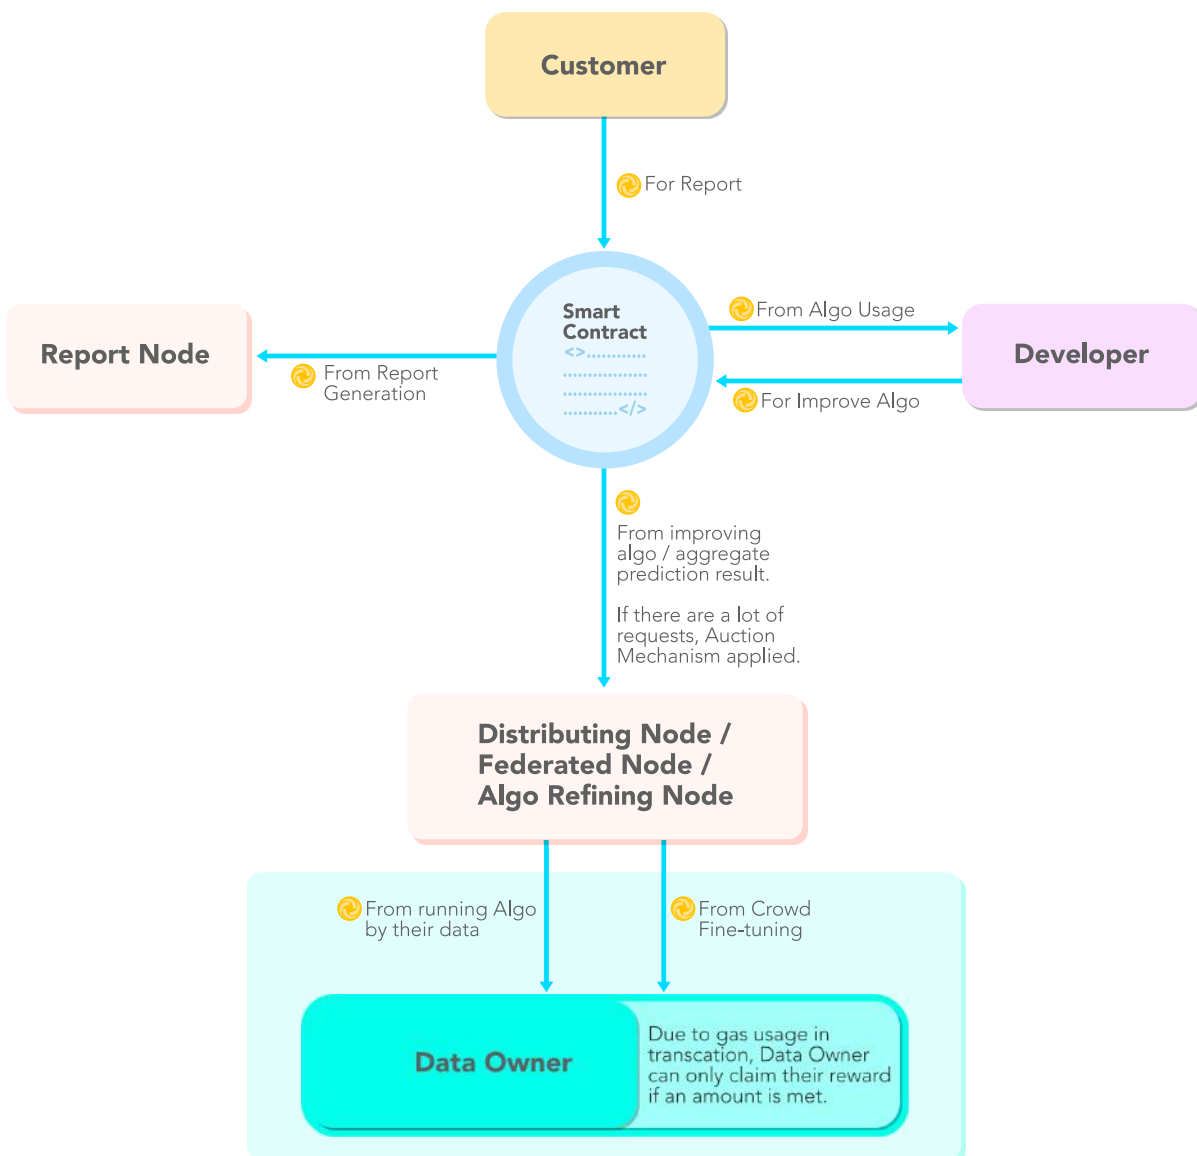 Customer
For Report
Smart
Contract
<>............
.................
.................
...........</>
From Algo Usage
Developer
For Improve Algo
Report Node
From Report
Generation
From improving
algo / aggregate
prediction result.
If there are a lot of
requests, Auction
Mechanism applied.
Distributing Node /
Federated Node /
Algo Refining Node
From running Algo
by their data
From Crowd
Fine-tuning
Data Owner
Due to gas usage in
transcation, Data Owner
can only claim their reward
if an amount is met.